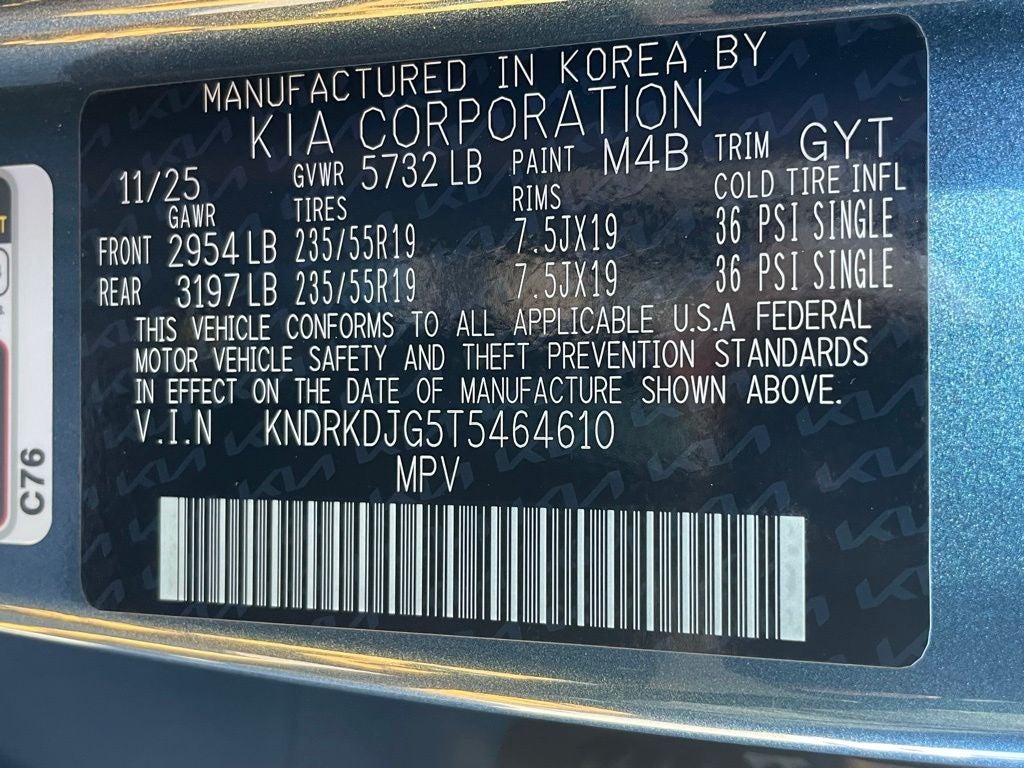 MANUFACTURED IN KOREA BY
KIA CORPORATION
11/25 GVWR 5732 LB PAINT M4B TRIM GYT
GAWR TIRES RIMS COLD TIRE INFL
FRONT 2954 LB 235/55R19 7.5JX19 36 PSI SINGLE
REAR 3197 LB 235/55R19 7.5JX19 36 PSI SINGLE
THIS VEHICLE CONFORMS TO ALL APPLICABLE U.S.A FEDERAL
MOTOR VEHICLE SAFETY AND THEFT PREVENTION STANDARDS
IN EFFECT ON THE DATE OF MANUFACTURE SHOWN ABOVE.
V.I.N KNDRKDJG5T5464610
MPV
C76